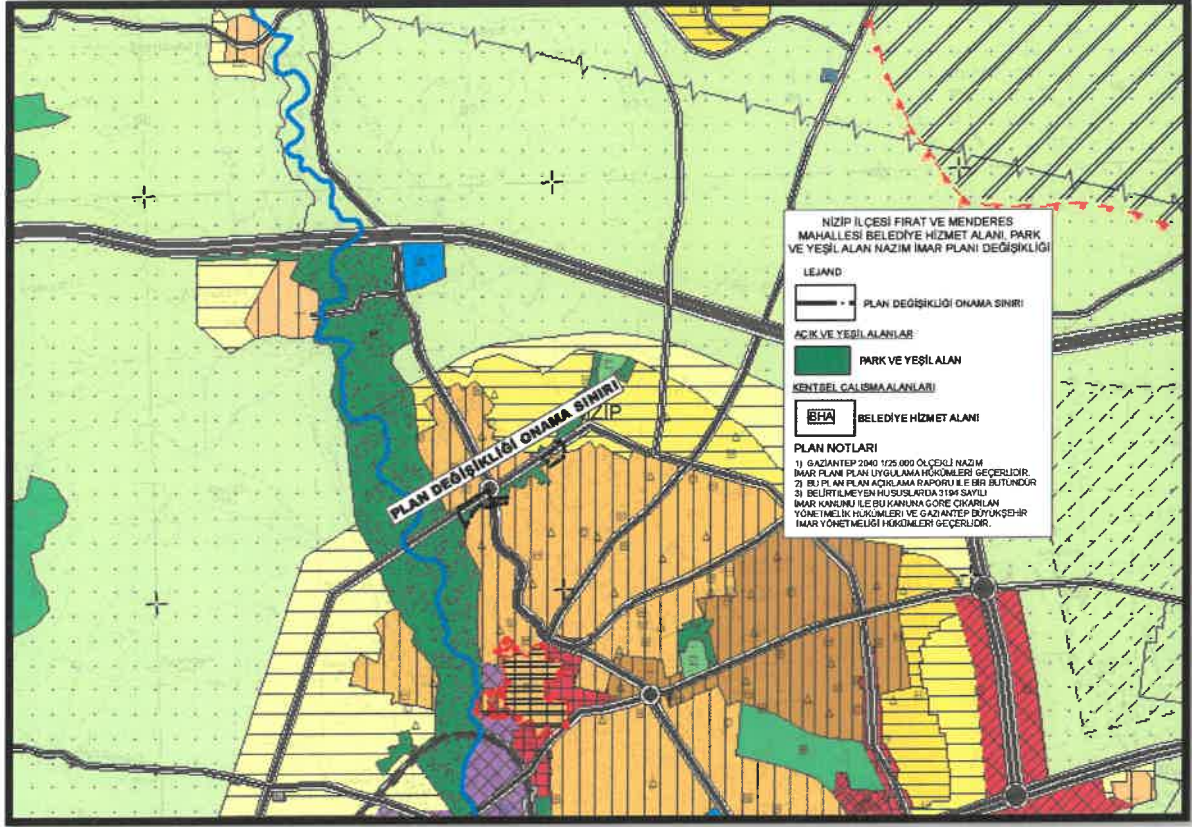 NİZİP İLÇESİ FIRAT VE MENDERES
MAHALLESİ BELEDİYE HİZMET ALANI, PARK
VE YEŞİL ALAN NAZIM İMAR PLANI DEĞİŞİKLİĞİ
LEJAND
PLAN DEĞİŞİKLİĞİ ONAMA SINIRI
AÇIK VE YEŞİL ALANLAR
PARK VE YEŞİL ALAN
KENTSEL ÇALIŞMA ALANLARI
BHA BELEDİYE HİZMET ALANI
PLAN NOTLARI
1) GAZİANTEP 2040 1/25.000 ÖLÇEKLİ NAZIM
İMAR PLANI PLAN UYGULAMA HÜKÜMLERİ GEÇERLİDİR.
2) BU PLAN PLAN AÇIKLAMA RAPORU İLE BİR BÜTÜNDÜR
3) BELİRTİLMEYEN HUSUSLARDA 3194 SAYILI
İMAR KANUNU İLE BU KANUNA GÖRE ÇIKARILAN
YÖNETMELİK HÜKÜMLERİ VE GAZİANTEP BÜYÜKŞEHİR
İMAR YÖNETMELİĞİ HÜKÜMLERİ GEÇERLİDİR.
PLAN DEĞİŞİKLİĞİ ONAMA SINIRI